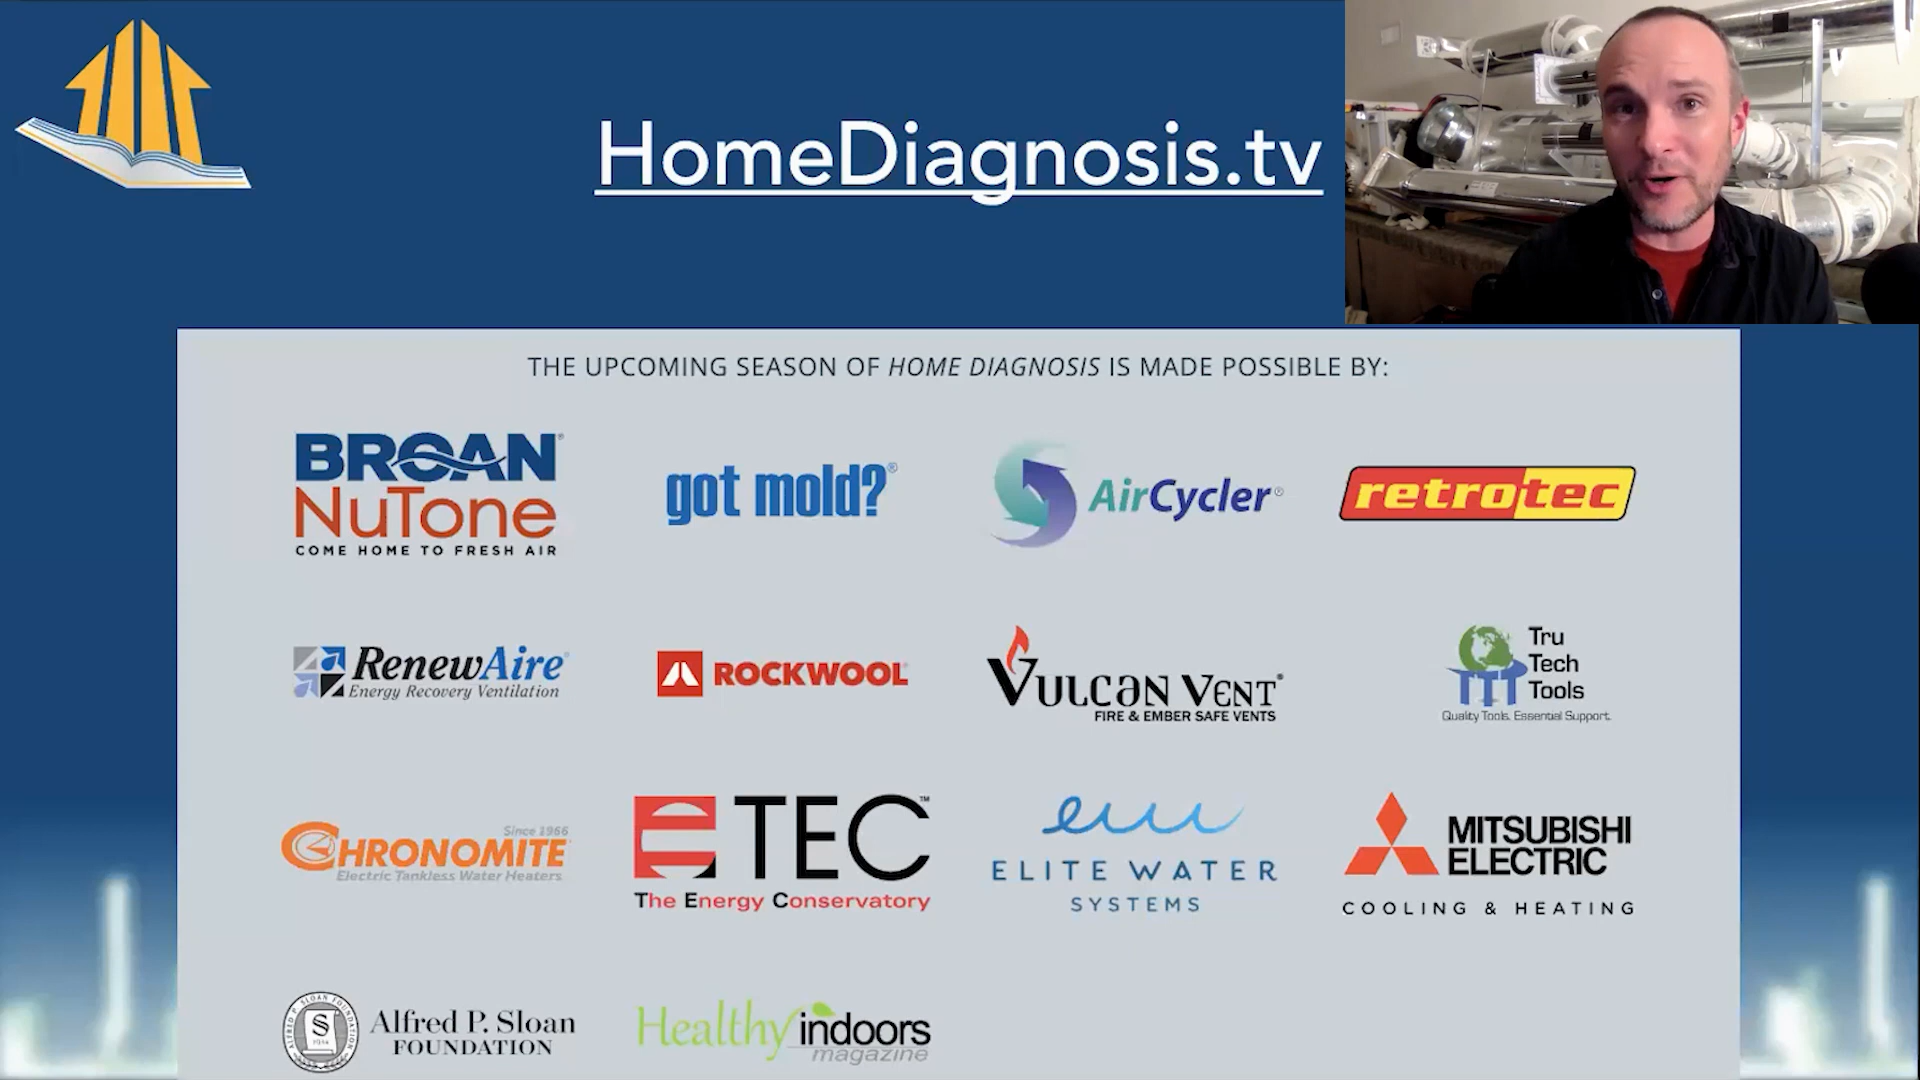 HomeDiagnosis.tv
THE UPCOMING SEASON OF HOME DIAGNOSIS IS MADE POSSIBLE BY:
BROAN®
NuTone
COME HOME TO FRESH AIR
got mold?®
AirCycler®
retrotec
RenewAire®
Energy Recovery Ventilation
ROCKWOOL®
VULCAN VENT®
FIRE & EMBER SAFE VENTS
Tru
Tech
Tools
Quality Tools. Essential Support.
Since 1966
CHRONOMITE
Electric Tankless Water Heaters
TEC™
The Energy Conservatory
ELITE WATER
SYSTEMS
MITSUBISHI
ELECTRIC
COOLING & HEATING
Alfred P. Sloan
FOUNDATION
Healthy indoors
magazine